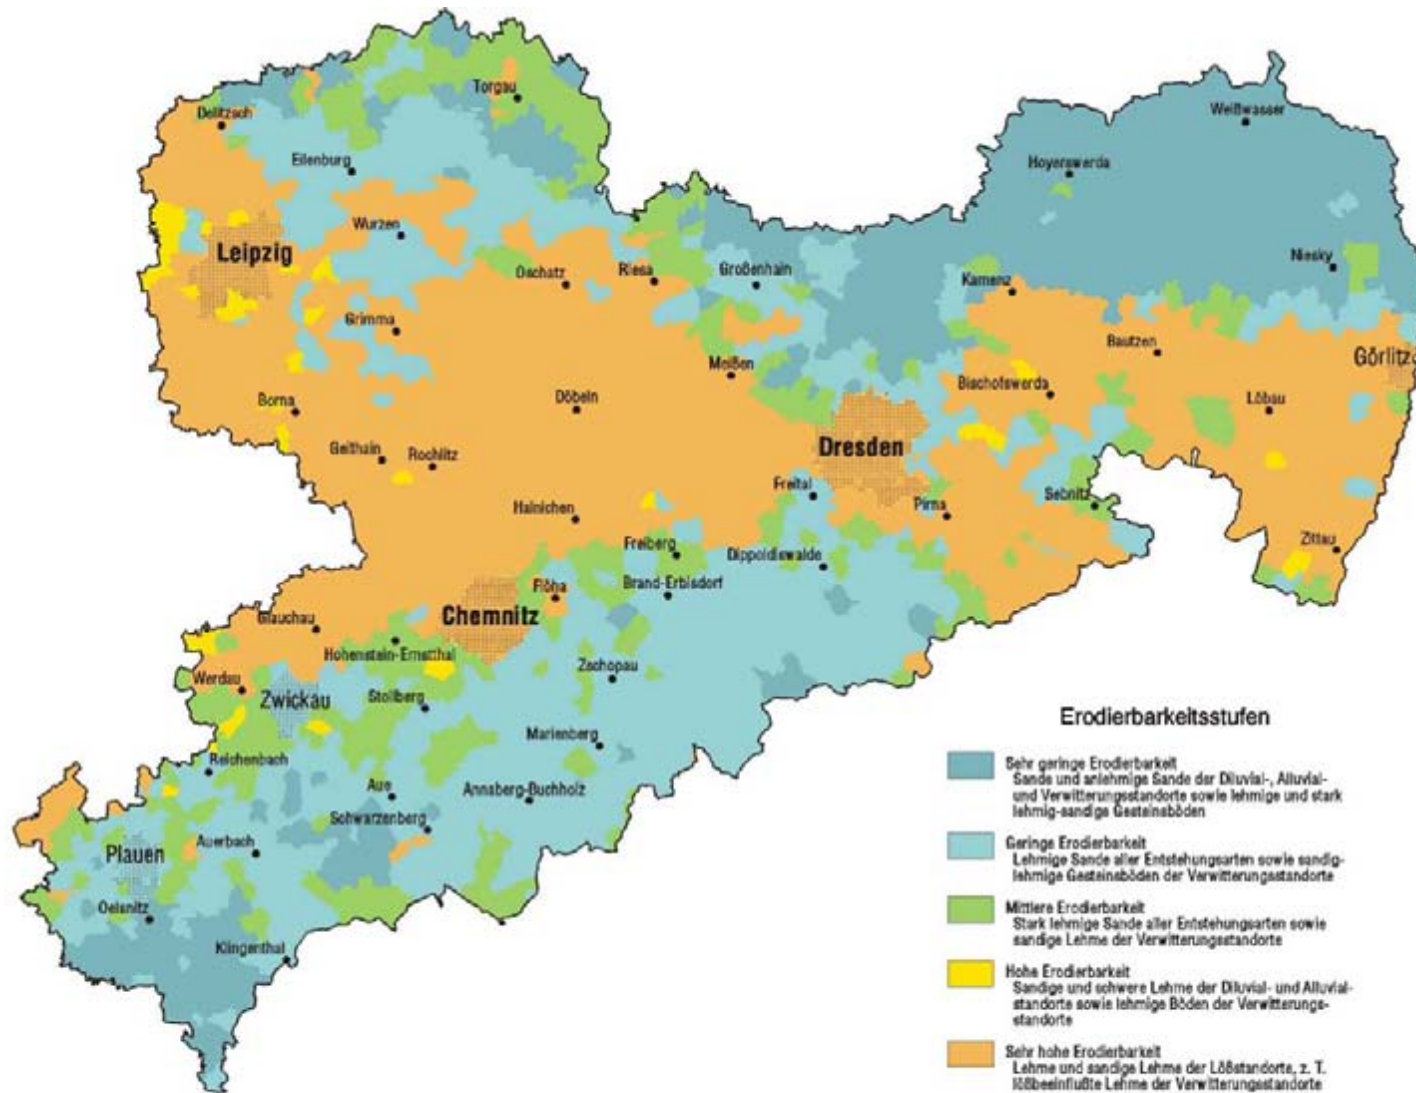 Torgau
Delitzsch
Weißwasser
Eilenburg
Hoyerswerda
Wurzen
Leipzig
Oschatz
Riesa
Großenhain
Niesky
Kamenz
Grimma
Bautzen
Meißen
Görlitz
Bischofswerda
Borna
Döbeln
Löbau
Dresden
Geithain
Rochlitz
Freital
Sebnitz
Hainichen
Pirna
Zittau
Freiberg
Dippoldiswalde
Flöha
Brand-Erbisdorf
Chemnitz
Glauchau
Hohenstein-Ernstthal
Zschopau
Werdau
Zwickau
Stollberg
Marienberg
Reichenbach
Aue
Annaberg-Buchholz
Schwarzenberg
Auerbach
Plauen
Oelsnitz
Klingenthal
Erodierbarkeitsstufen
Sehr geringe Erodierbarkeit
Sande und anlehmige Sande der Diluvial-, Alluvial-
und Verwitterungsstandorte sowie lehmige und stark
lehmig-sandige Gesteinsböden
Geringe Erodierbarkeit
Lehmige Sande aller Entstehungsarten sowie sandig-
lehmige Gesteinsböden der Verwitterungsstandorte
Mittlere Erodierbarkeit
Stark lehmige Sande aller Entstehungsarten sowie
sandige Lehme der Verwitterungsstandorte
Hohe Erodierbarkeit
Sandige und schwere Lehme der Diluvial- und Alluvial-
standorte sowie lehmige Böden der Verwitterungs-
standorte
Sehr hohe Erodierbarkeit
Lehme und sandige Lehme der Lößstandorte, z. T.
lößbeeinflußte Lehme der Verwitterungsstandorte